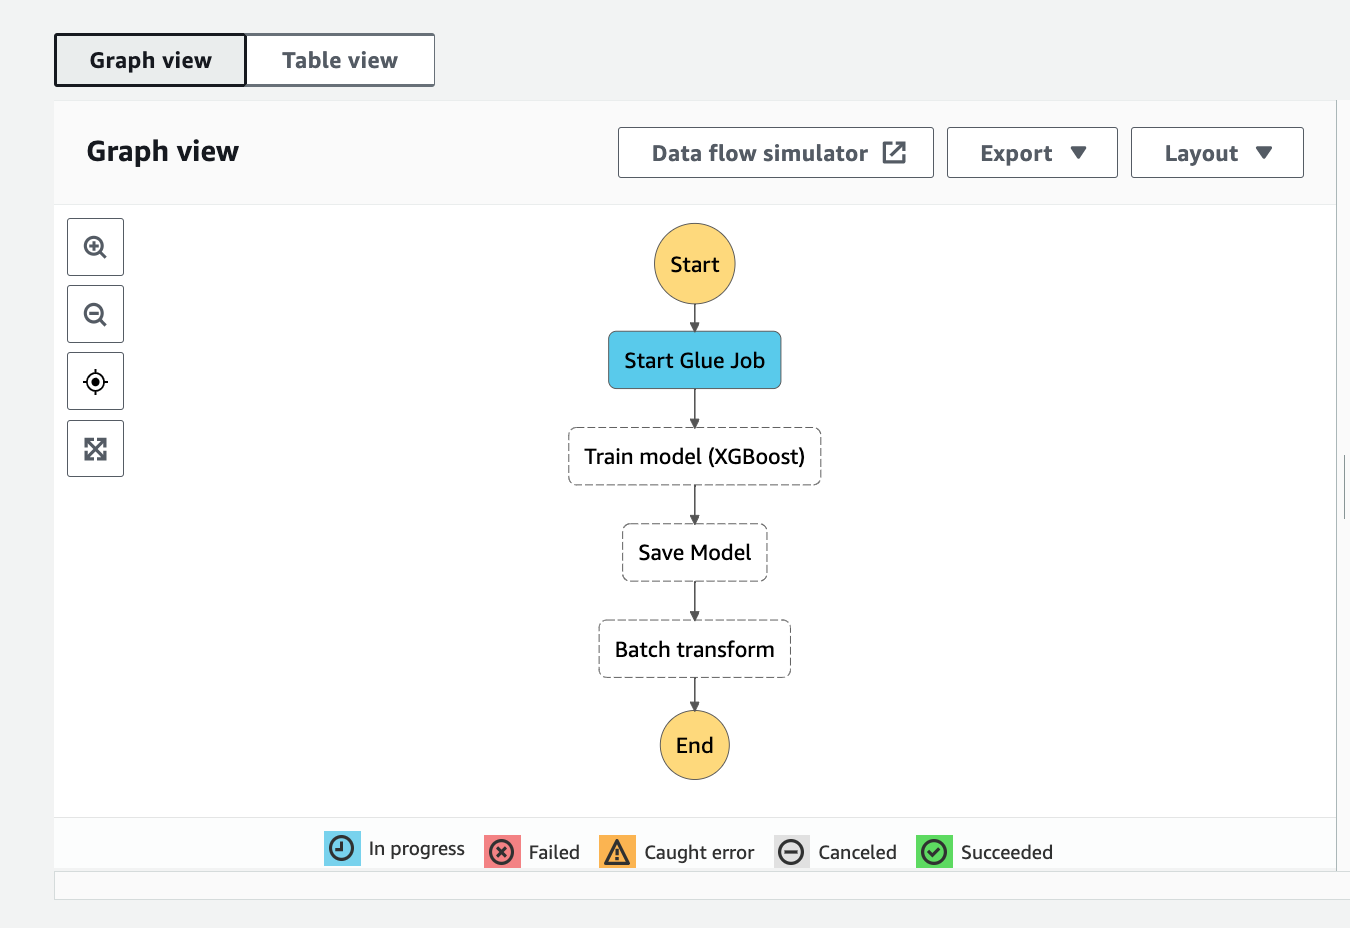 Graph view
Table view
Graph view
Data flow simulator
Export
Layout
Start
Start Glue Job
Train model (XGBoost)
Save Model
Batch transform
End
In progress
Failed
Caught error
Canceled
Succeeded